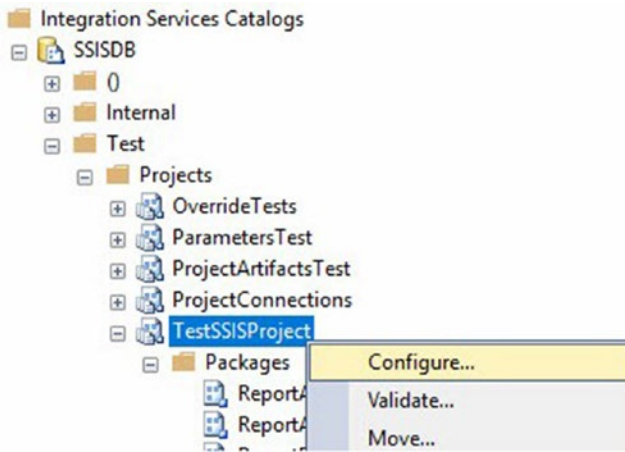 Integration Services Catalogs
SSISDB
()
Internal
Test
Projects
OverrideTests
ParametersTest
ProjectArtifactsTest
ProjectConnections
TestSSISProject
Packages
Configure...
Validate...
Move...